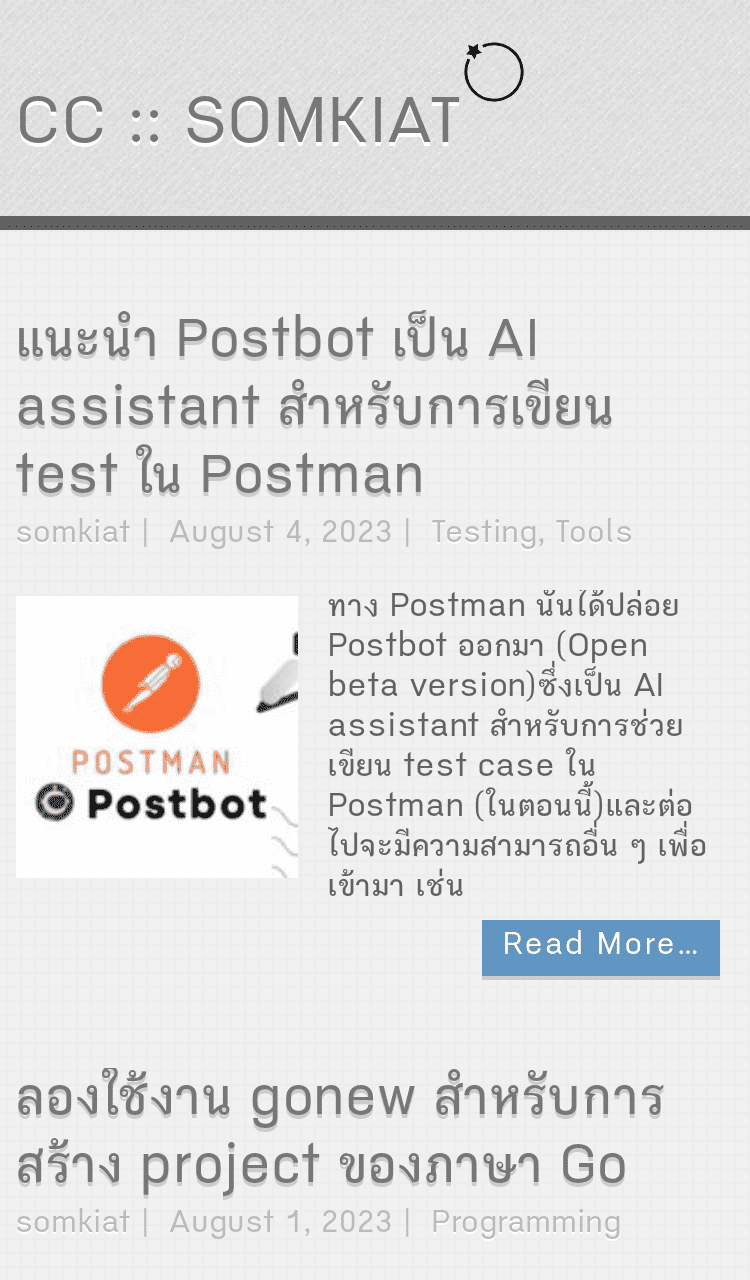 CC :: SOMKIAT
แนะนำ Postbot เป็น AI
assistant สำหรับการเขียน
test ใน Postman
somkiat | August 4, 2023 | Testing, Tools
POSTMAN
Postbot
ทาง Postman นั้นได้ปล่อย
Postbot ออกมา (Open
beta version)ซึ่งเป็น AI
assistant สำหรับการช่วย
เขียน test case ใน
Postman (ในตอนนี้)และต่อ
ไปจะมีความสามารถอื่น ๆ เพื่อ
เข้ามา เช่น
Read More...
ลองใช้งาน gonew สำหรับการ
สร้าง project ของภาษา Go
somkiat | August 1, 2023 | Programming